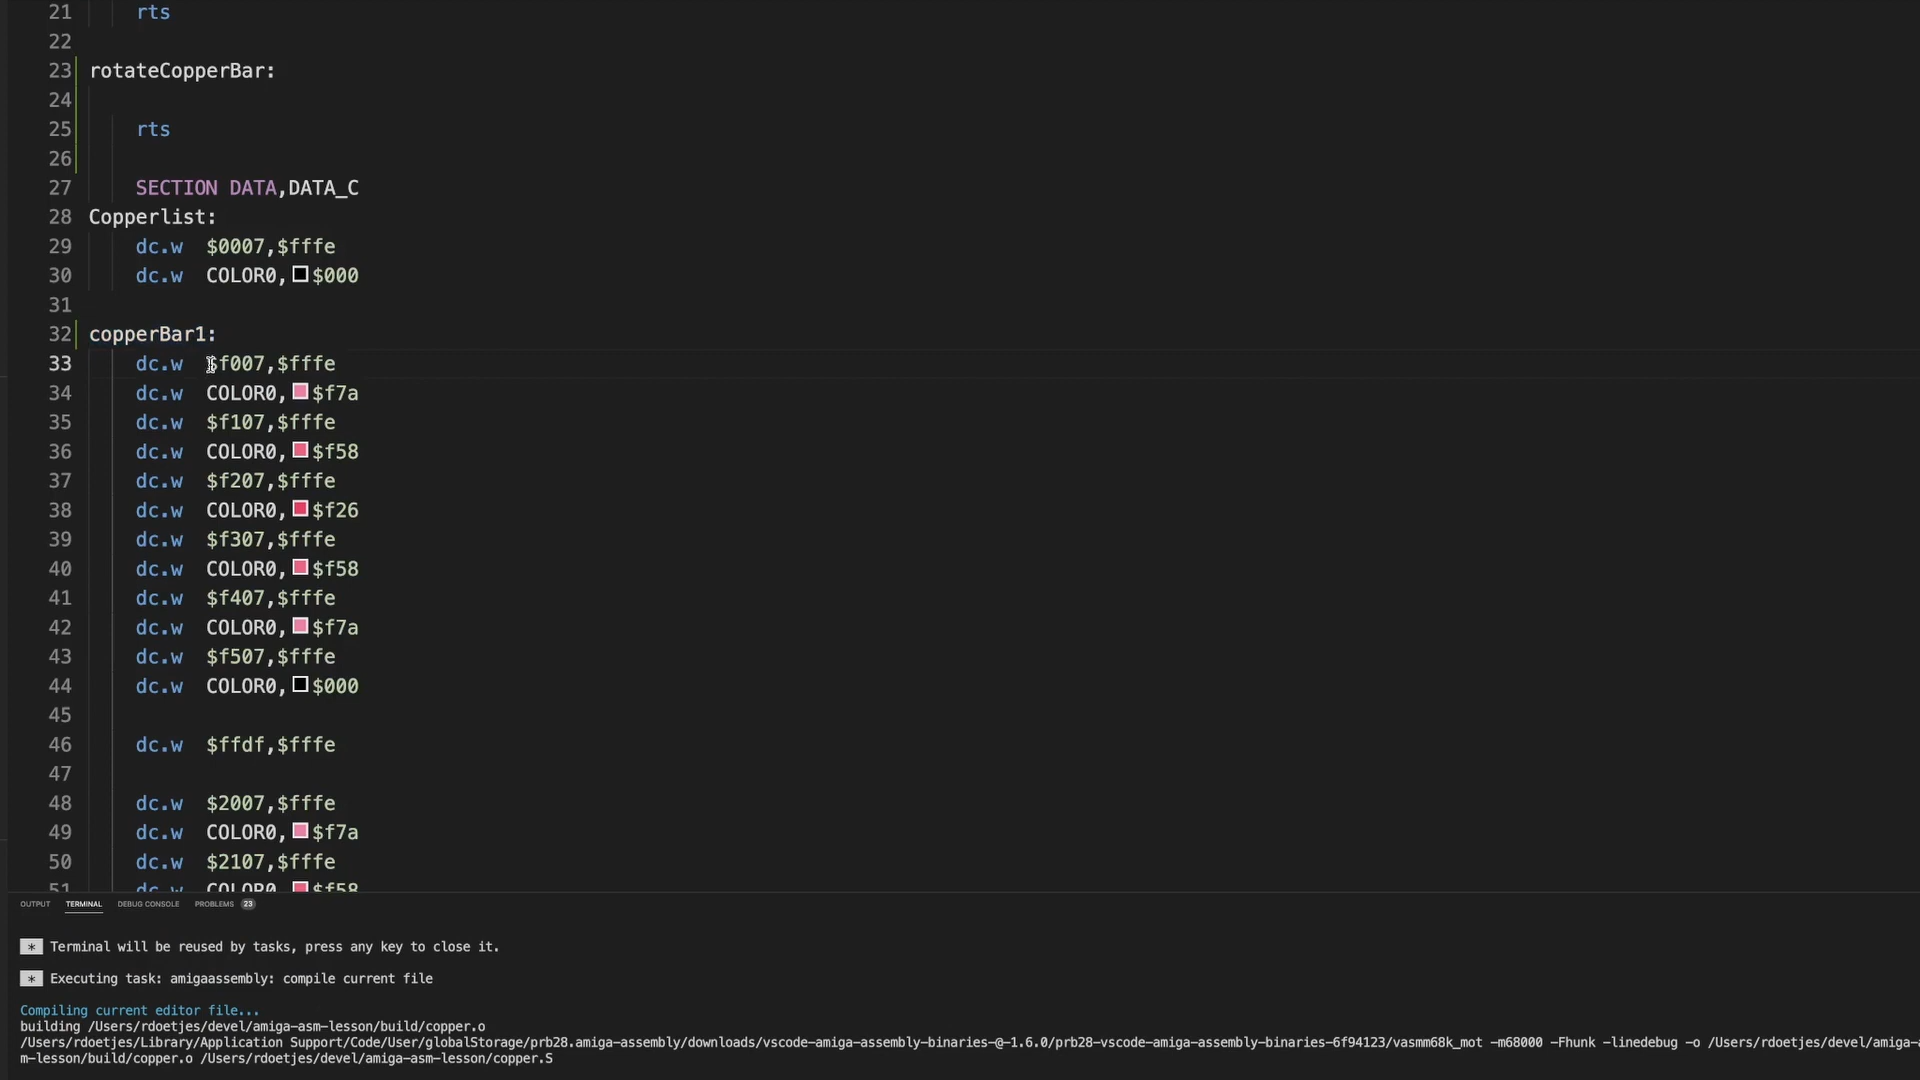 21 rts
22
23 rotateCopperBar:
24
25 rts
26
27 SECTION DATA,DATA_C
28 Copperlist:
29 dc.w $0007,$fffe
30 dc.w COLOR0,$000
31
32 copperBar1:
33 dc.w $f007,$fffe
34 dc.w COLOR0,$f7a
35 dc.w $f107,$fffe
36 dc.w COLOR0,$f58
37 dc.w $f207,$fffe
38 dc.w COLOR0,$f26
39 dc.w $f307,$fffe
40 dc.w COLOR0,$f58
41 dc.w $f407,$fffe
42 dc.w COLOR0,$f7a
43 dc.w $f507,$fffe
44 dc.w COLOR0,$000
45
46 dc.w $ffdf,$fffe
47
48 dc.w $2007,$fffe
49 dc.w COLOR0,$f7a
50 dc.w $2107,$fffe
51 dc.w COLOR0,$f58
OUTPUT TERMINAL DEBUG CONSOLE PROBLEMS 23
* Terminal will be reused by tasks, press any key to close it.
* Executing task: amigaassembly: compile current file
Compiling current editor file...
building /Users/rdoetjes/devel/amiga-asm-lesson/build/copper.o
/Users/rdoetjes/Library/Application Support/Code/User/globalStorage/prb28.amiga-assembly/downloads/vscode-amiga-assembly-binaries-@-1.6.0/prb28-vscode-amiga-assembly-binaries-6f94123/vasmm68k_mot -m68000 -Fhunk -linedebug -o /Users/rdoetjes/devel/amiga-a
m-lesson/build/copper.o /Users/rdoetjes/devel/amiga-asm-lesson/copper.S